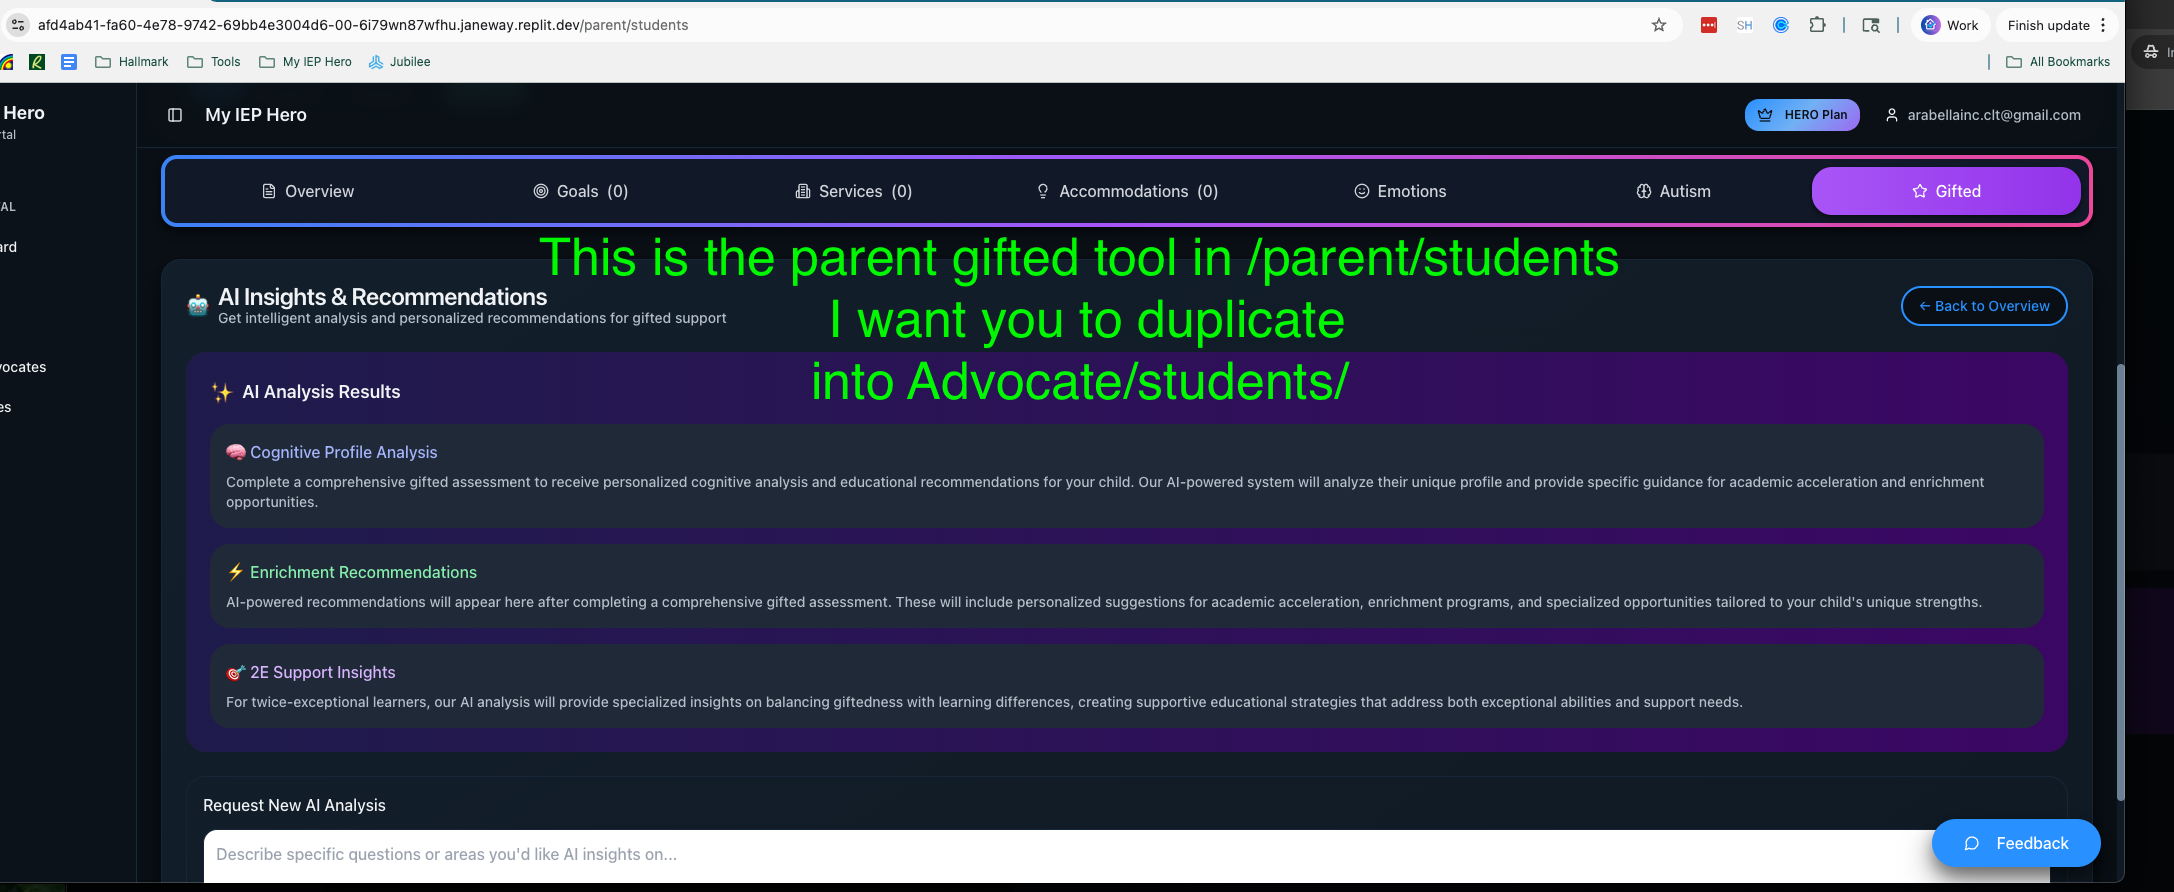 afd4ab41-fa60-4e78-9742-69bb4e3004d6-00-6i79wn87wfhu.janeway.replit.dev/parent/students
SH
Work
Finish update
Hallmark
Tools
My IEP Hero
Jubilee
All Bookmarks
Hero
rtal
My IEP Hero
HERO Plan
arabellainc.clt@gmail.com
Overview
Goals (0)
Services (0)
Accommodations (0)
Emotions
Autism
Gifted
AL
ard
vocates
es
This is the parent gifted tool in /parent/students
I want you to duplicate
into Advocate/students/
AI Insights & Recommendations
Get intelligent analysis and personalized recommendations for gifted support
← Back to Overview
AI Analysis Results
Cognitive Profile Analysis
Complete a comprehensive gifted assessment to receive personalized cognitive analysis and educational recommendations for your child. Our AI-powered system will analyze their unique profile and provide specific guidance for academic acceleration and enrichment
opportunities.
Enrichment Recommendations
AI-powered recommendations will appear here after completing a comprehensive gifted assessment. These will include personalized suggestions for academic acceleration, enrichment programs, and specialized opportunities tailored to your child's unique strengths.
2E Support Insights
For twice-exceptional learners, our AI analysis will provide specialized insights on balancing giftedness with learning differences, creating supportive educational strategies that address both exceptional abilities and support needs.
Request New AI Analysis
Describe specific questions or areas you'd like AI insights on...
Feedback